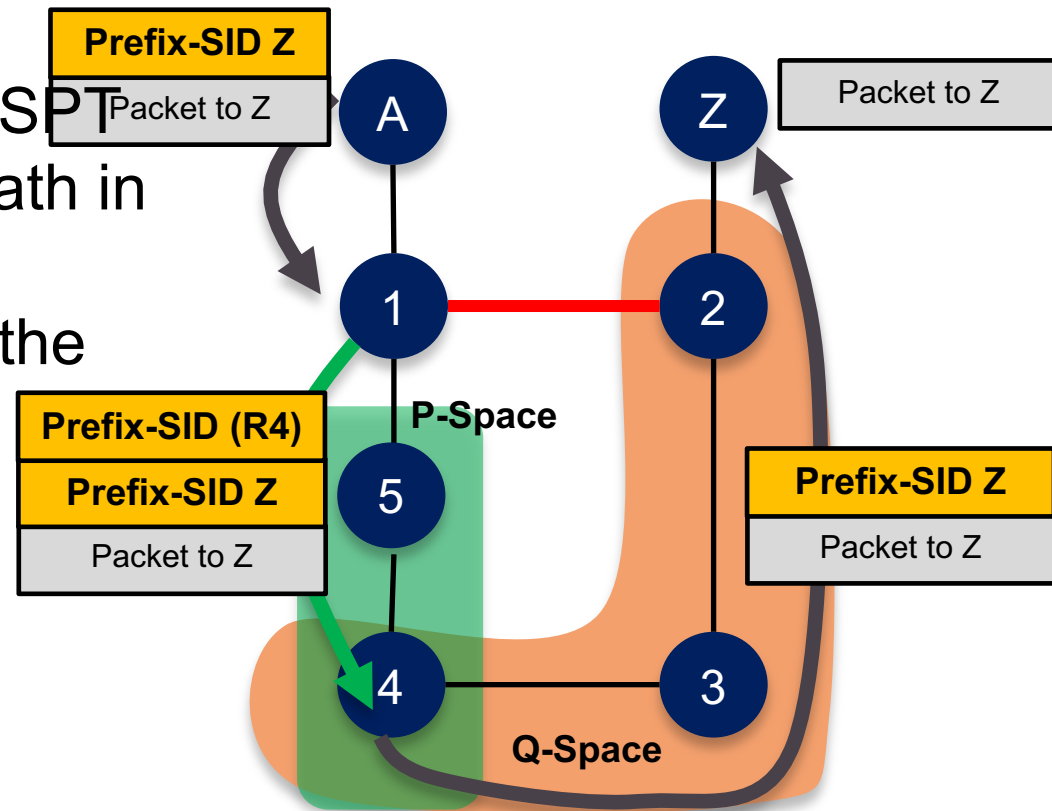 Prefix-SID Z
SPT
Packet to Z
A
Z
Packet to Z
ath in
1
2
the
P-Space
Prefix-SID (R4)
Prefix-SID Z
Packet to Z
5
Prefix-SID Z
Packet to Z
4
3
Q-Space